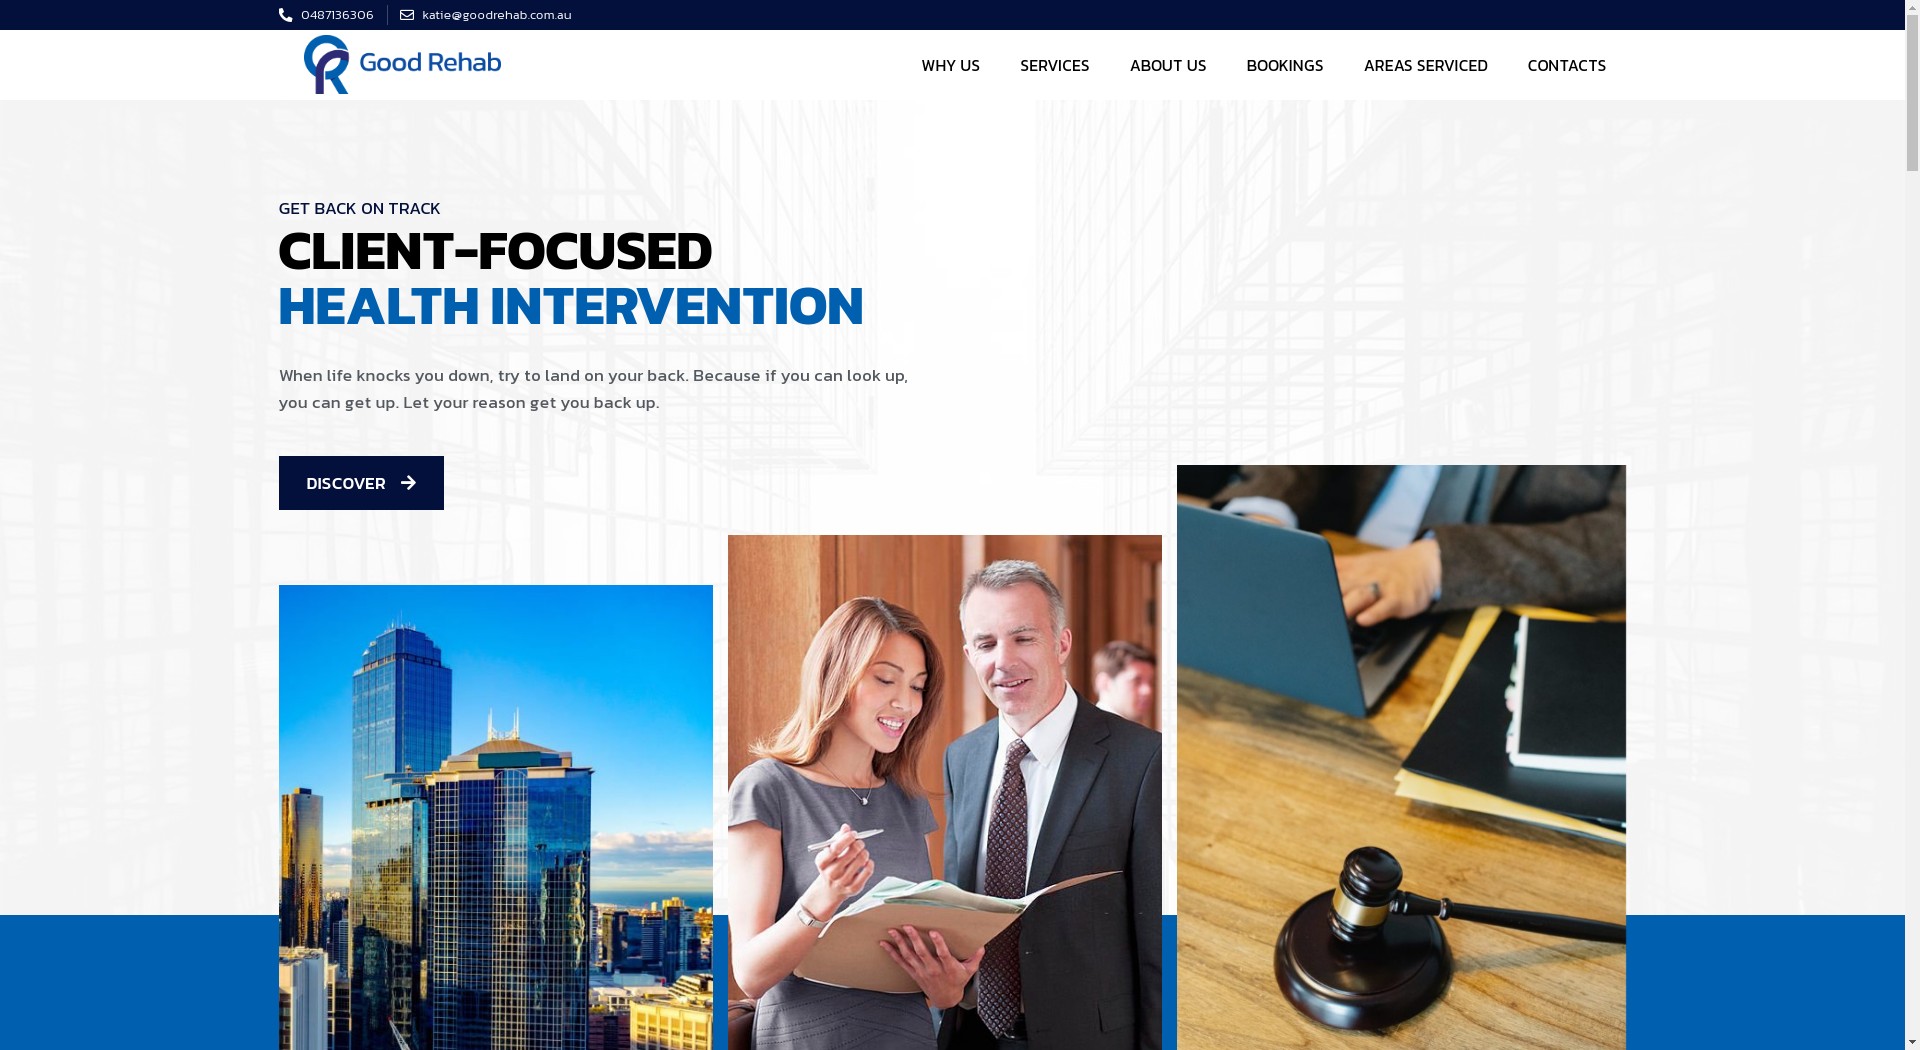 0487136306
katie@goodrehab.com.au
Good Rehab
WHY US
SERVICES
ABOUT US
BOOKINGS
AREAS SERVICED
CONTACTS
GET BACK ON TRACK
CLIENT-FOCUSED
HEALTH INTERVENTION
When life knocks you down, try to land on your back. Because if you can look up,
you can get up. Let your reason get you back up.
DISCOVER